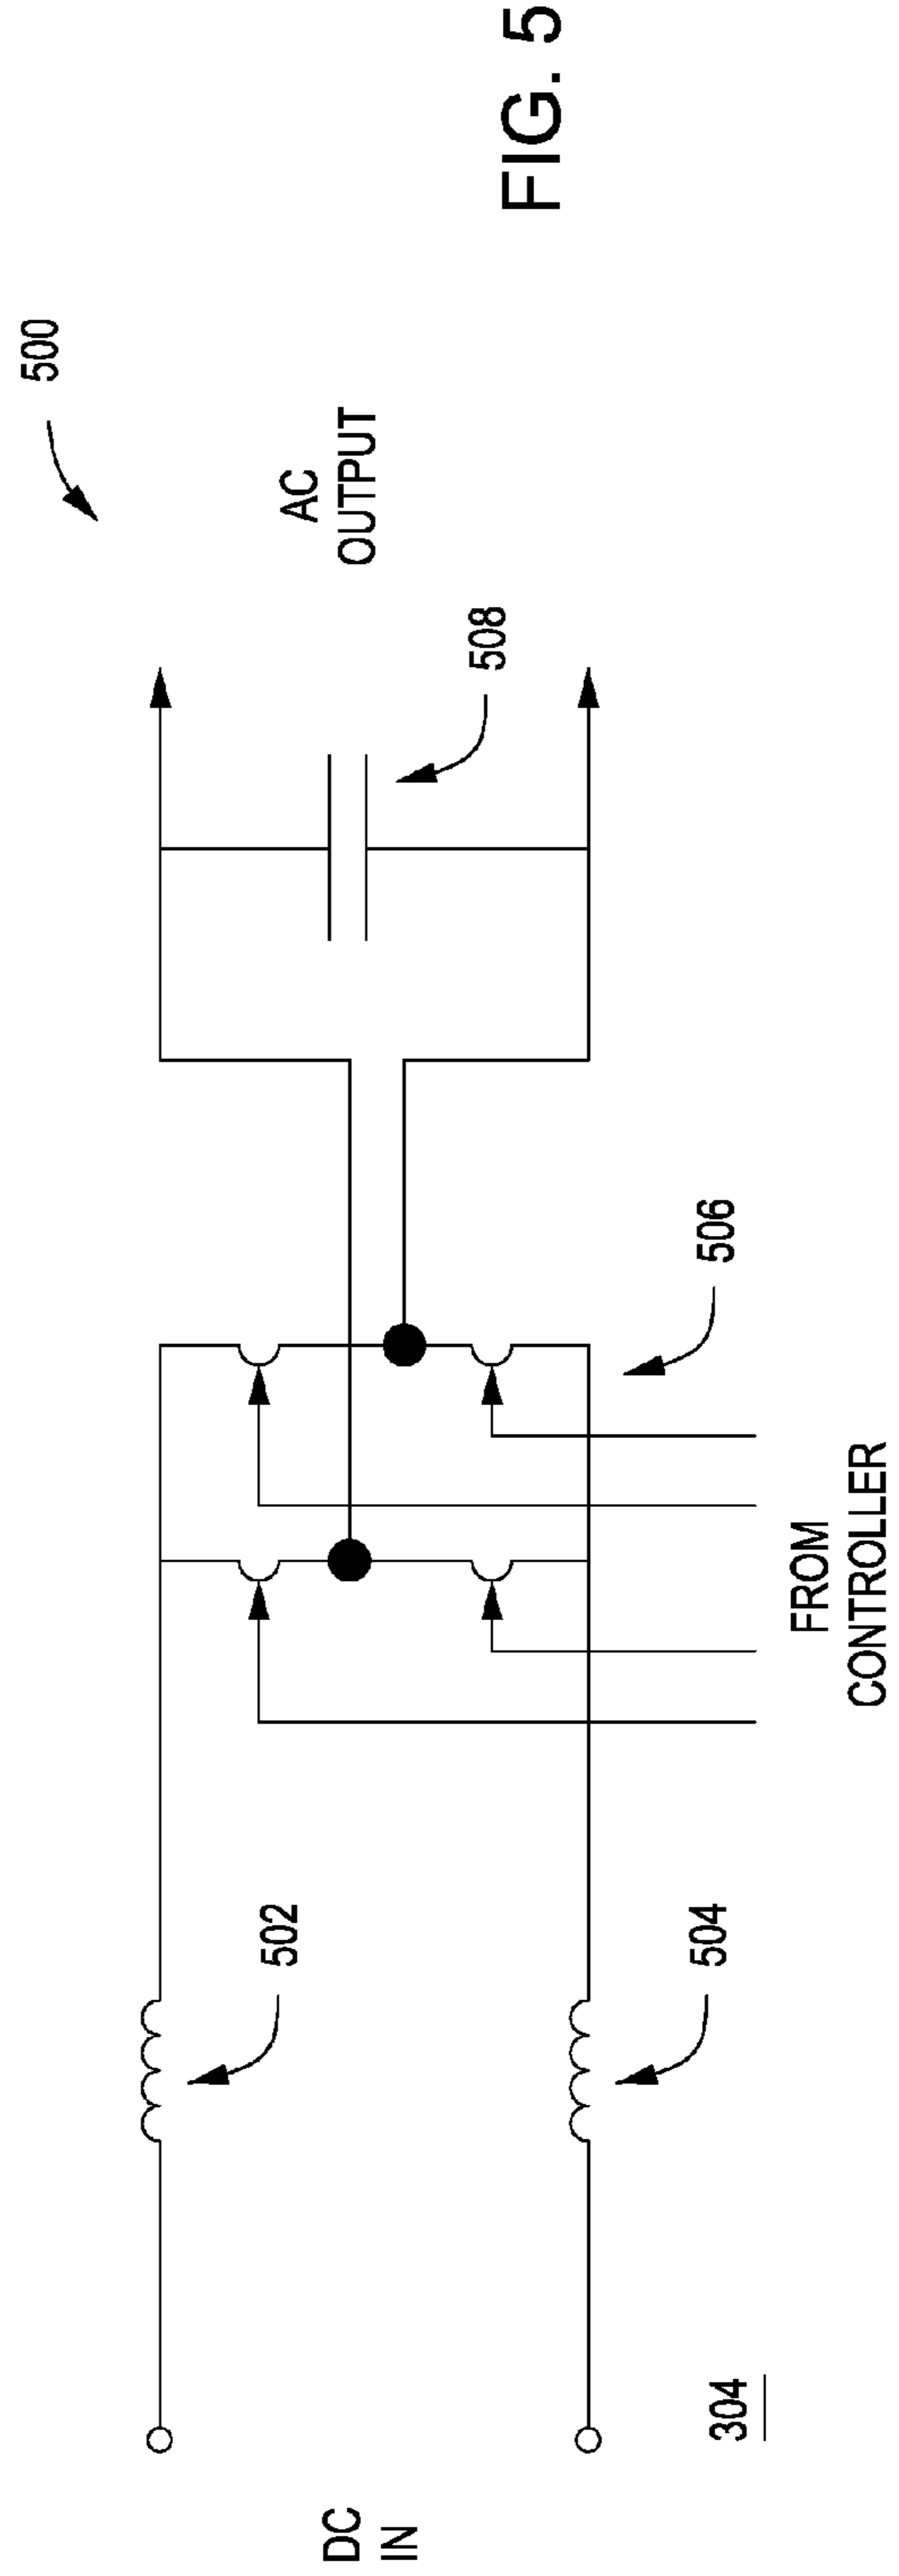 500
AC
OUTPUT
508
506
502
504
FROM
CONTROLLER
DC
IN
304
FIG. 5